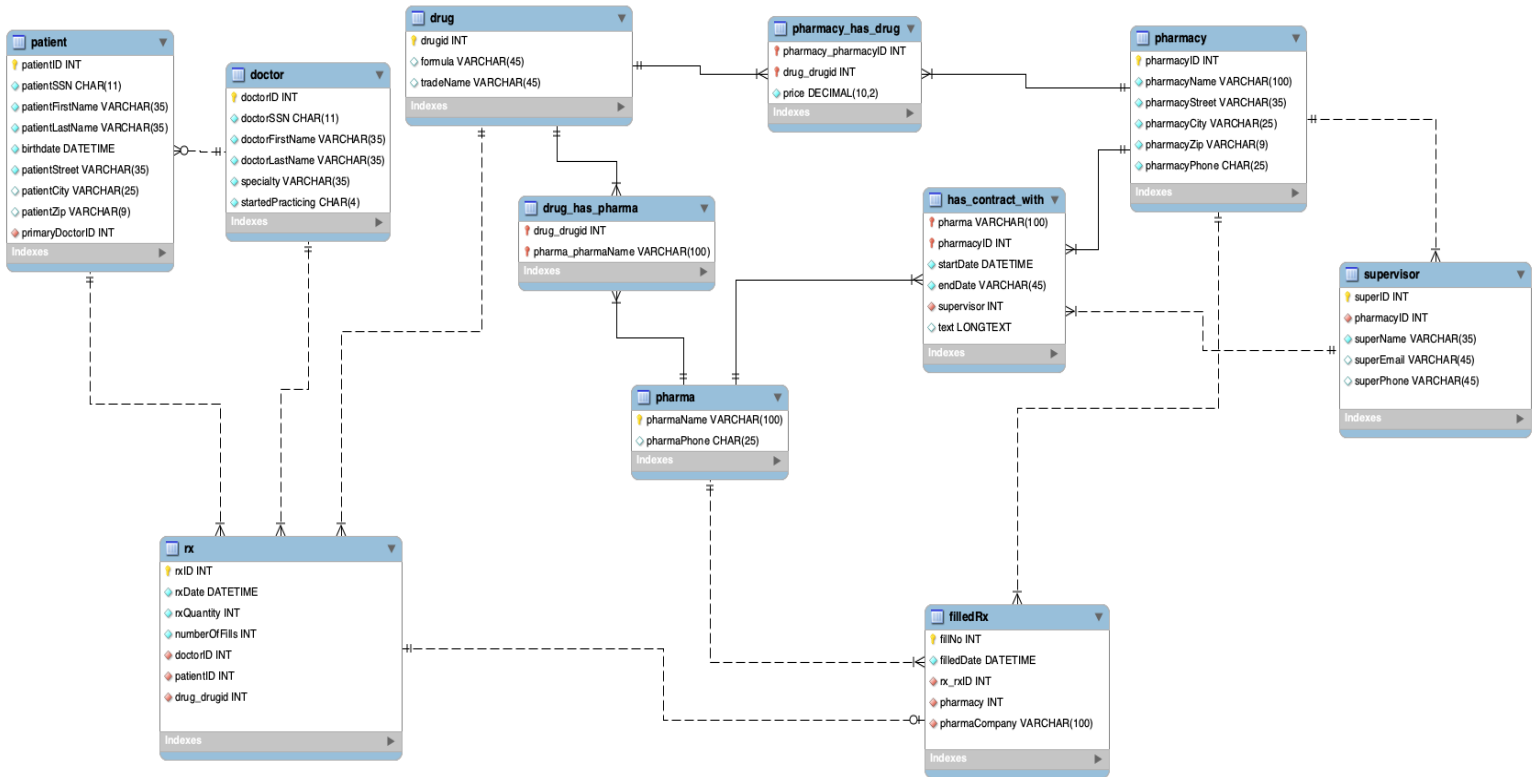 patient
patientID INT
patientSSN CHAR(11)
patientFirstName VARCHAR(35)
patientLastName VARCHAR(35)
birthdate DATETIME
patientStreet VARCHAR(35)
patientCity VARCHAR(25)
patientZip VARCHAR(9)
primaryDoctorID INT
Indexes
doctor
doctorID INT
doctorSSN CHAR(11)
doctorFirstName VARCHAR(35)
doctorLastName VARCHAR(35)
specialty VARCHAR(35)
startedPracticing CHAR(4)
Indexes
drug
drugid INT
formula VARCHAR(45)
tradeName VARCHAR(45)
Indexes
pharmacy_has_drug
pharmacy_pharmacyID INT
drug_drugid INT
price DECIMAL(10,2)
Indexes
pharmacy
pharmacyID INT
pharmacyName VARCHAR(100)
pharmacyStreet VARCHAR(35)
pharmacyCity VARCHAR(25)
pharmacyZip VARCHAR(9)
pharmacyPhone CHAR(25)
Indexes
drug_has_pharma
drug_drugid INT
pharma_pharmaName VARCHAR(100)
Indexes
has_contract_with
pharma VARCHAR(100)
pharmacyID INT
startDate DATETIME
endDate VARCHAR(45)
supervisor INT
text LONGTEXT
Indexes
supervisor
superID INT
pharmacyID INT
superName VARCHAR(35)
superEmail VARCHAR(45)
superPhone VARCHAR(45)
Indexes
pharma
pharmaName VARCHAR(100)
pharmaPhone CHAR(25)
Indexes
rx
rxID INT
rxDate DATETIME
rxQuantity INT
numberOfFills INT
doctorID INT
patientID INT
drug_drugid INT
Indexes
filledRx
fillNo INT
filledDate DATETIME
rx_rxID INT
pharmacy INT
pharmaCompany VARCHAR(100)
Indexes